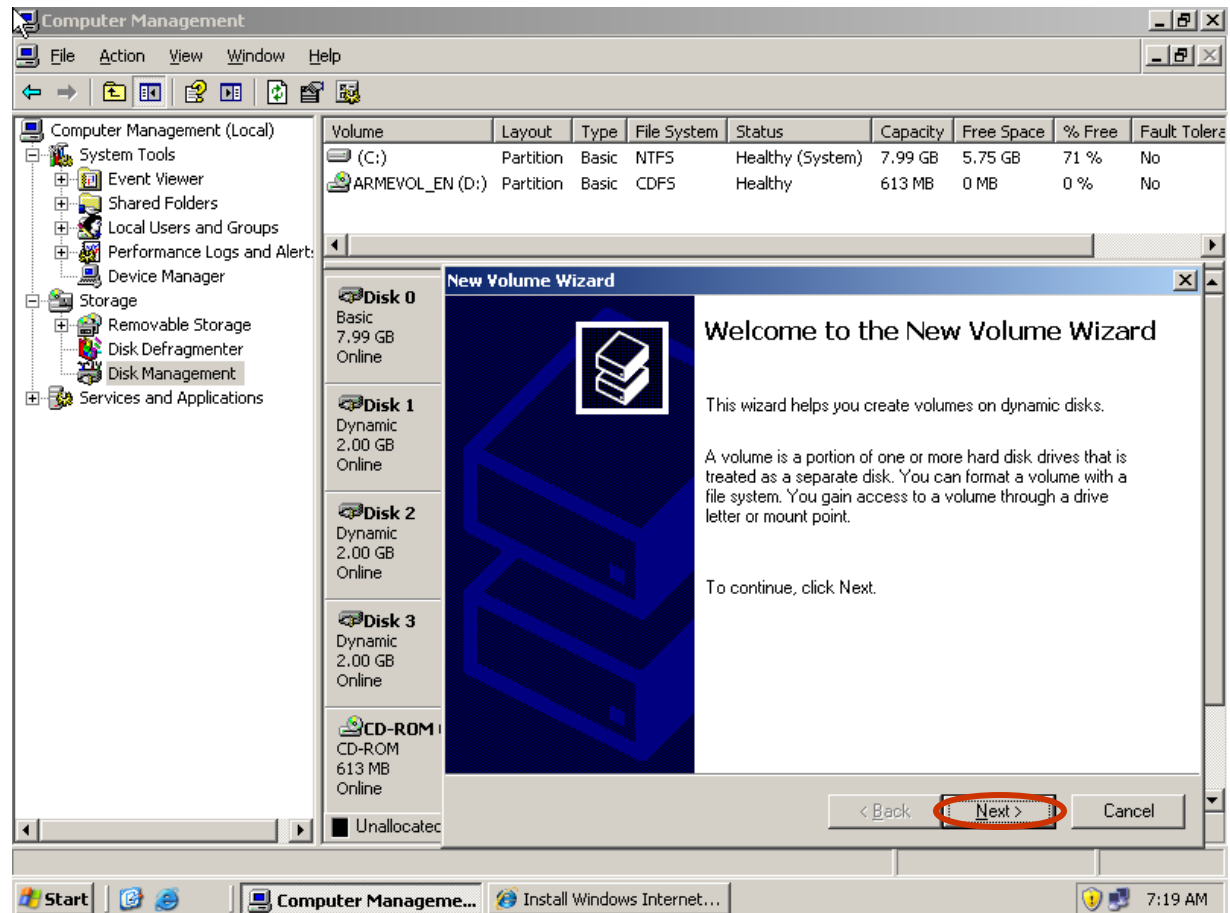 Computer Management
File Action View Window Help
Computer Management (Local)
System Tools
Event Viewer
Shared Folders
Local Users and Groups
Performance Logs and Alert
Device Manager
Storage
Removable Storage
Disk Defragmenter
Disk Management
Services and Applications
Volume Layout Type File System Status Capacity Free Space % Free Fault Tolera
(C:) Partition Basic NTFS Healthy (System) 7.99 GB 5.75 GB 71 % No
ARMEVOL_EN (D:) Partition Basic CDFS Healthy 613 MB 0 MB 0 % No
Disk 0
Basic
7.99 GB
Online
Disk 1
Dynamic
2.00 GB
Online
Disk 2
Dynamic
2.00 GB
Online
Disk 3
Dynamic
2.00 GB
Online
CD-ROM
CD-ROM
613 MB
Online
Unallocatec
New Volume Wizard
Welcome to the New Volume Wizard
This wizard helps you create volumes on dynamic disks.
A volume is a portion of one or more hard disk drives that is
treated as a separate disk. You can format a volume with a
file system. You gain access to a volume through a drive
letter or mount point.
To continue, click Next.
< Back Next > Cancel
Start Computer Manageme... Install Windows Internet... 7:19 AM